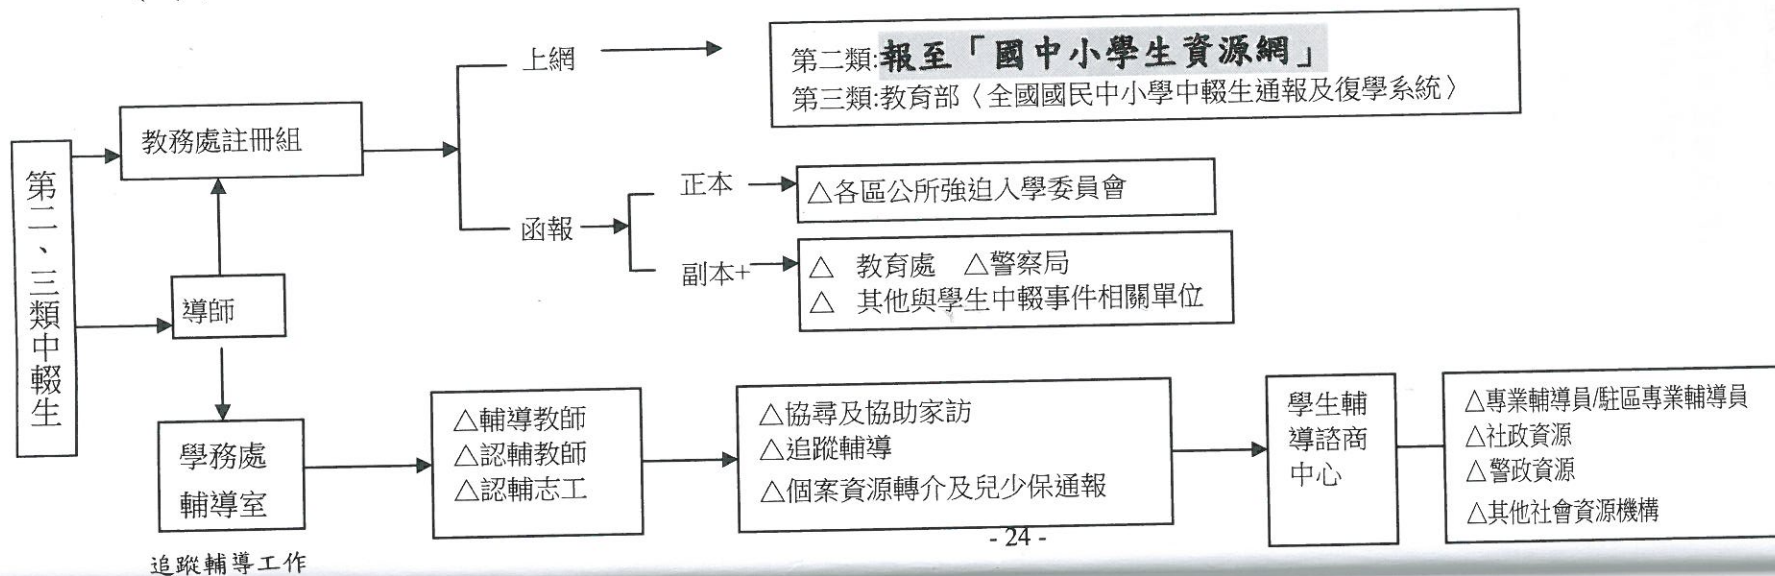 上網
第二類:報至「國中小學生資源網」
第三類:教育部〈全國國民中小學中輟生通報及復學系統〉
教務處註冊組
第二、三類中輟生
正本
△各區公所強迫入學委員會
函報
副本+
△ 教育處 △警察局
△ 其他與學生中輟事件相關單位
導師
學務處
輔導室
△輔導教師
△認輔教師
△認輔志工
△協尋及協助家訪
△追蹤輔導
△個案資源轉介及兒少保通報
學生輔
導諮商
中心
△專業輔導員/駐區專業輔導員
△社政資源
△警政資源
△其他社會資源機構
- 24 -
追蹤輔導工作